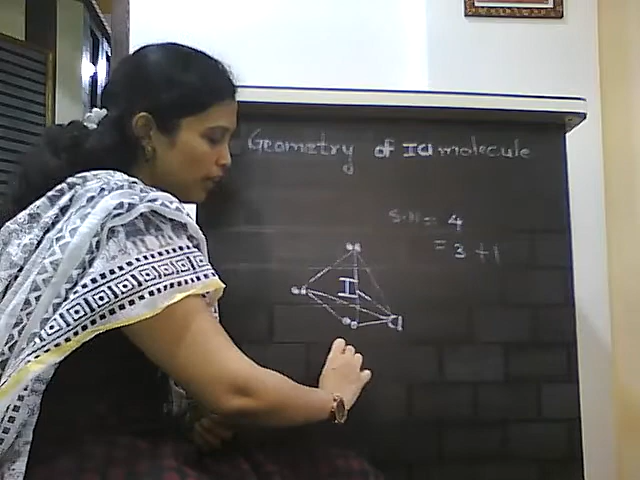 Geometry of ICl molecule
S.N = 4
= 3 + 1
I
Cl